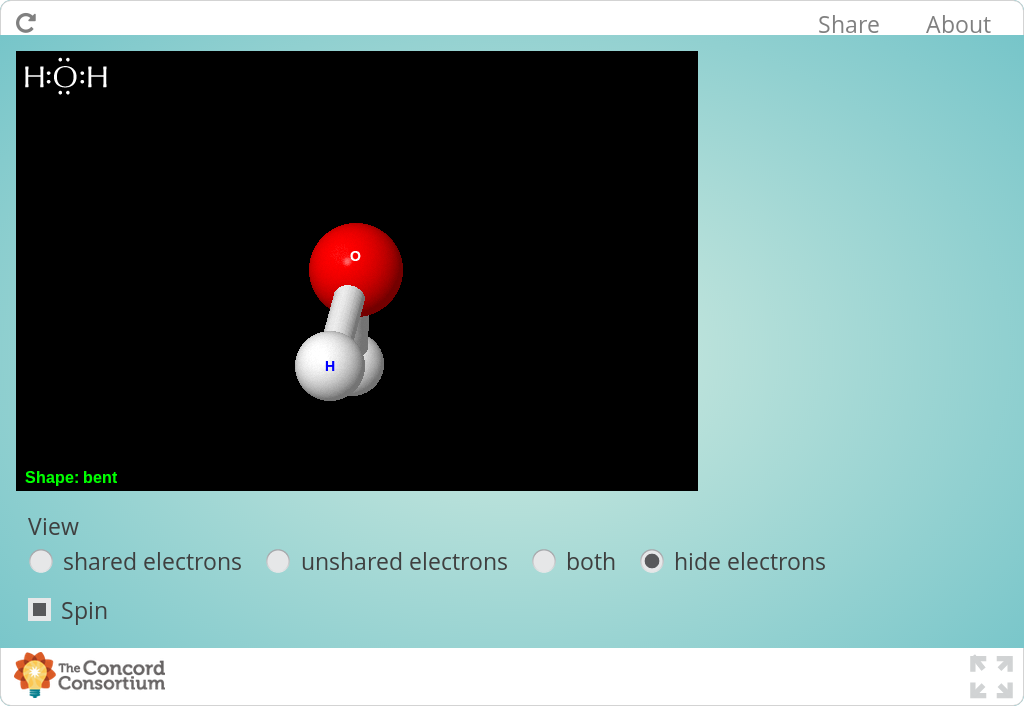 Share About
H:O:H
O
H
Shape: bent
View
shared electrons unshared electrons both hide electrons
Spin
The Concord
Consortium